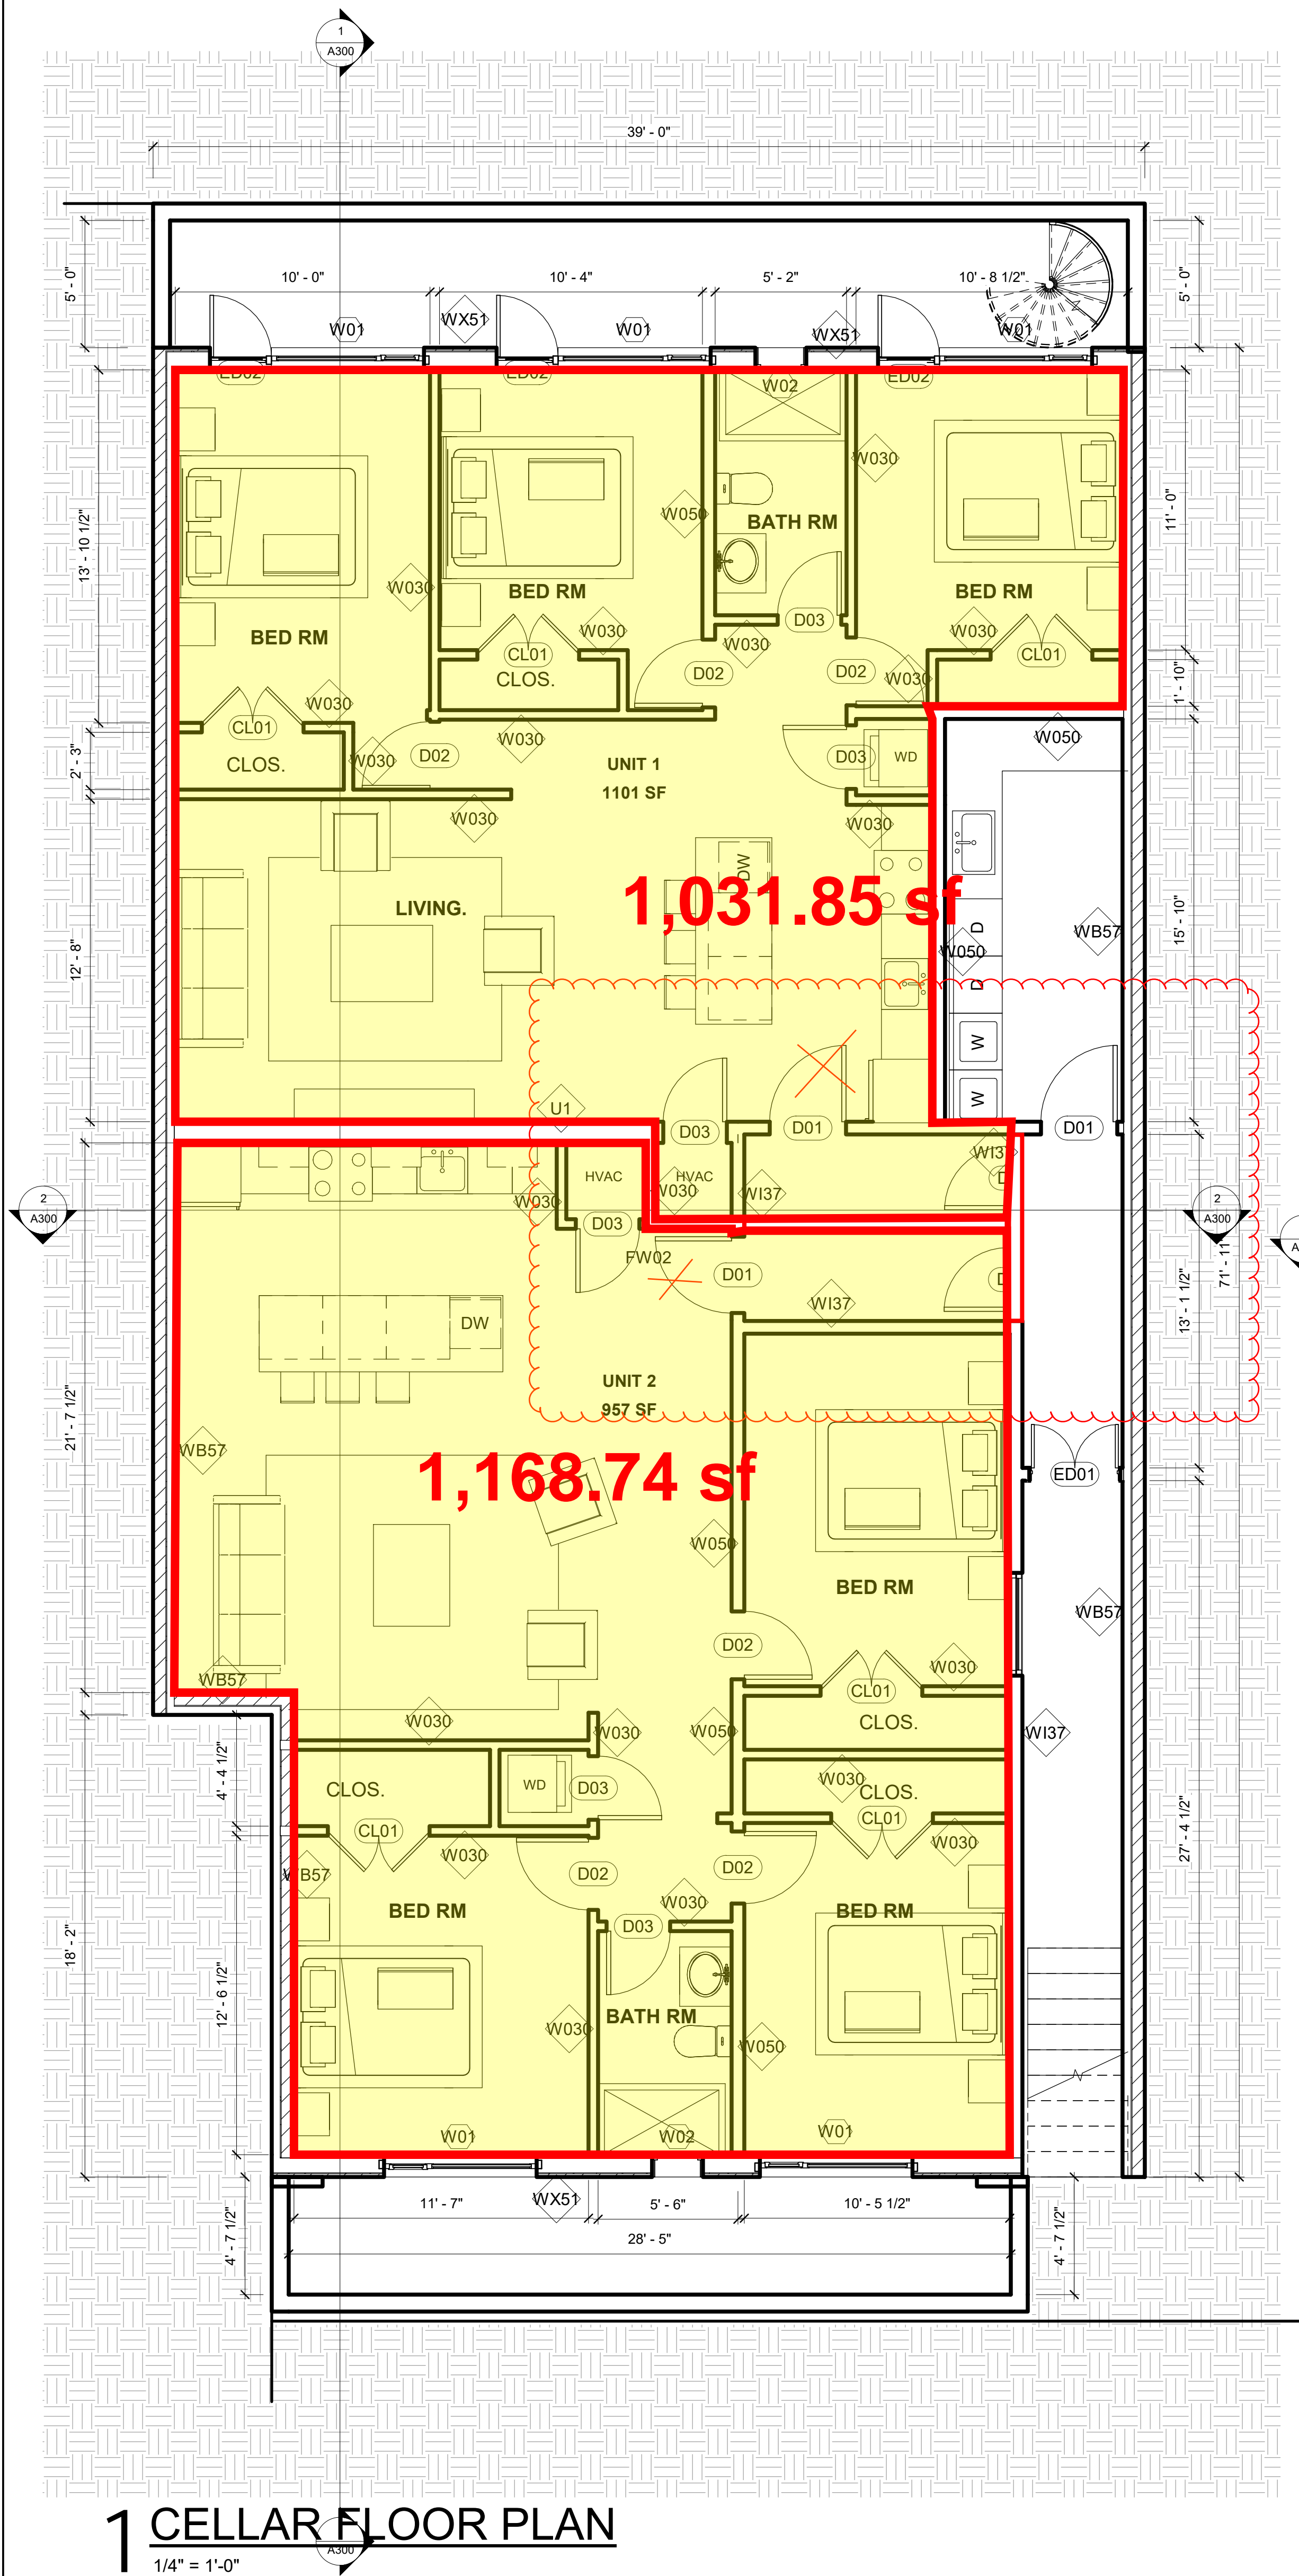 1
A300
39' - 0"
5' - 0"
10' - 0"
10' - 4"
5' - 2"
10' - 8 1/2"
5' - 0"
W01
WX51
W01
WX51
W01
ED02
ED02
W02
ED02
W030
13' - 10 1/2"
11' - 0"
W050
BATH RM
W030
BED RM
BED RM
BED RM
W030
D03
W030
W030
CL01
D02
D02
CL01
CLOS.
W030
1' - 10"
W030
CL01
W030
D02
W030
W050
CLOS.
UNIT 1
1101 SF
D03
WD
2' - 3"
W030
W030
DW
1,031.85 sf
LIVING.
15' - 10"
WB57
D
W050
12' - 8"
D
W
W
U1
D03
D01
D01
WI37
HVAC
HVAC
W030
W030
WI37
2
A300
2
A300
D03
FW02
D01
WI37
71' - 11"
13' - 1 1/2"
DW
UNIT 2
957 SF
21' - 7 1/2"
WB57
1,168.74 sf
ED01
W050
BED RM
WB57
D02
WB57
W030
CL01
W030
W030
W050
CLOS.
WI37
4' - 4 1/2"
CLOS.
WD
D03
W030
CLOS.
CL01
CL01
W030
W030
27' - 4 1/2"
WB57
D02
D02
W030
BED RM
D03
BED RM
18' - 2"
12' - 6 1/2"
W030
BATH RM
W050
W01
W02
W01
11' - 7"
WX51
5' - 6"
10' - 5 1/2"
4' - 7 1/2"
28' - 5"
4' - 7 1/2"
1 CELLAR FLOOR PLAN
A300
1/4" = 1'-0"